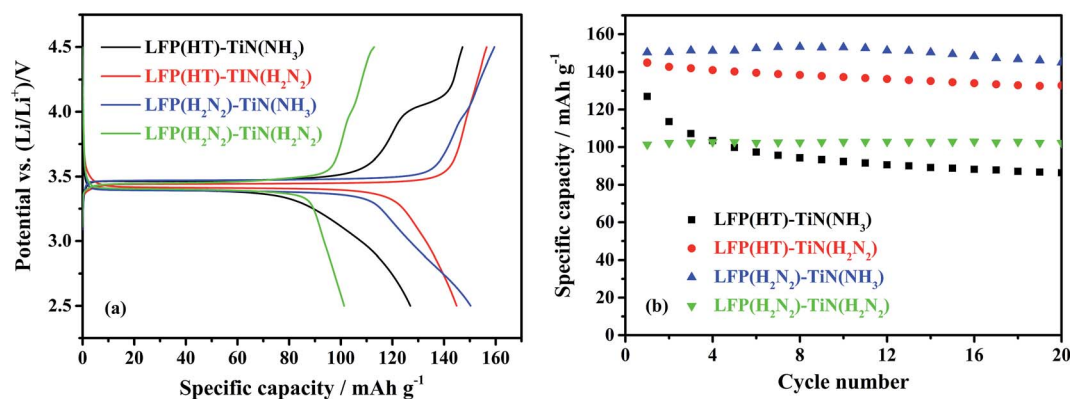 4.5
4.0
3.5
3.0
2.5
Potential vs. (Li/Li⁺)/V
LFP(HT)-TiN(NH₃)
LFP(HT)-TIN(H₂N₂)
LFP(H₂N₂)-TiN(NH₃)
LFP(H₂N₂)-TiN(H₂N₂)
(a)
0 20 40 60 80 100 120 140 160
Specific capacity / mAh g⁻¹
180
160
140
120
100
80
60
40
20
0
Specific capacity / mAh g⁻¹
LFP(HT)-TiN(NH₃)
LFP(HT)-TiN(H₂N₂)
LFP(H₂N₂)-TiN(NH₃)
LFP(H₂N₂)-TiN(H₂N₂)
(b)
0 4 8 12 16 20
Cycle number